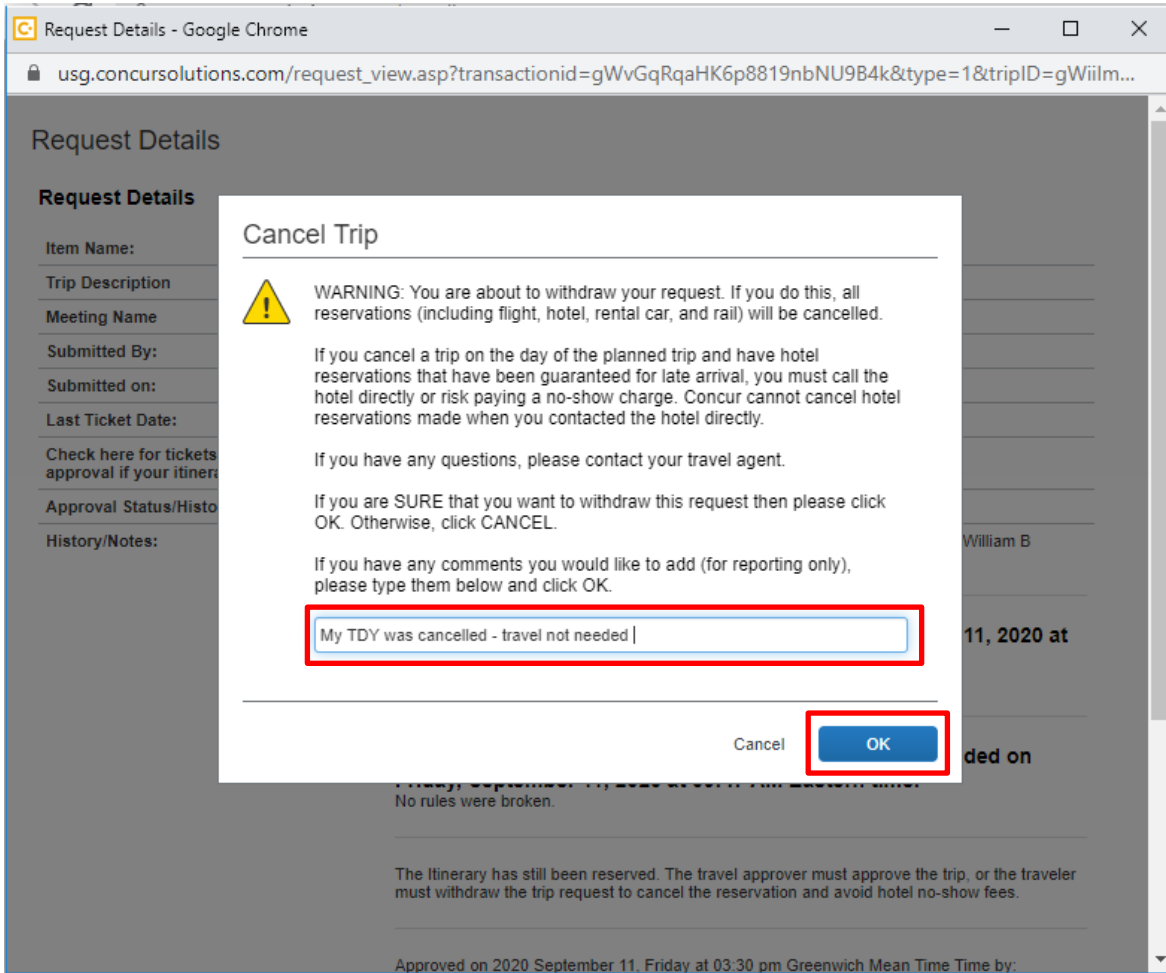 Request Details - Google Chrome
usg.concursolutions.com/request_view.asp?transactionid=gWvGqRqaHK6p8819nbNU9B4k&type=1&tripID=gWiilm...
Request Details
Request Details
Item Name:
Trip Description
Meeting Name
Submitted By:
Submitted on:
Last Ticket Date:
Check here for tickets
approval if your itinera
Approval Status/Histo
History/Notes:
William B
11, 2020 at
ded on
Cancel Trip
WARNING: You are about to withdraw your request. If you do this, all
reservations (including flight, hotel, rental car, and rail) will be cancelled.
If you cancel a trip on the day of the planned trip and have hotel
reservations that have been guaranteed for late arrival, you must call the
hotel directly or risk paying a no-show charge. Concur cannot cancel hotel
reservations made when you contacted the hotel directly.
If you have any questions, please contact your travel agent.
If you are SURE that you want to withdraw this request then please click
OK. Otherwise, click CANCEL.
If you have any comments you would like to add (for reporting only),
please type them below and click OK.
My TDY was cancelled - travel not needed
Cancel
OK
No rules were broken.
The Itinerary has still been reserved. The travel approver must approve the trip, or the traveler
must withdraw the trip request to cancel the reservation and avoid hotel no-show fees.
Approved on 2020 September 11, Friday at 03:30 pm Greenwich Mean Time Time by: